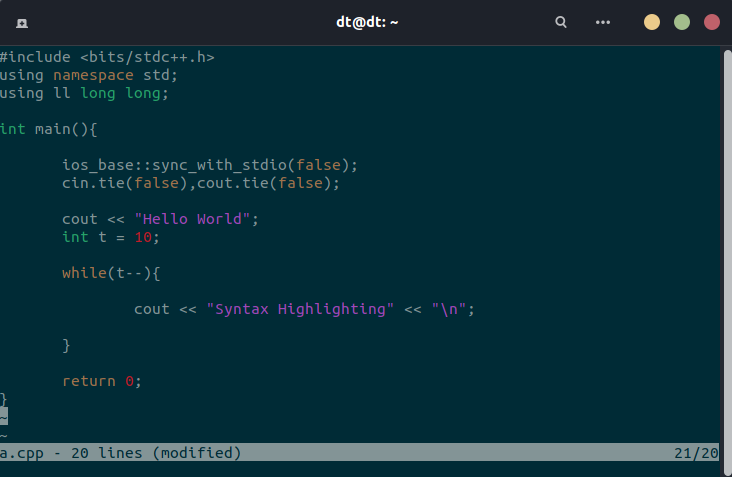 dt@dt: ~
#include <bits/stdc++.h>
using namespace std;
using ll long long;
int main(){
ios_base::sync_with_stdio(false);
cin.tie(false),cout.tie(false);
cout << "Hello World";
int t = 10;
while(t--){
cout << "Syntax Highlighting" << "\n";
}
return 0;
}
~
~
a.cpp - 20 lines (modified) 21/20